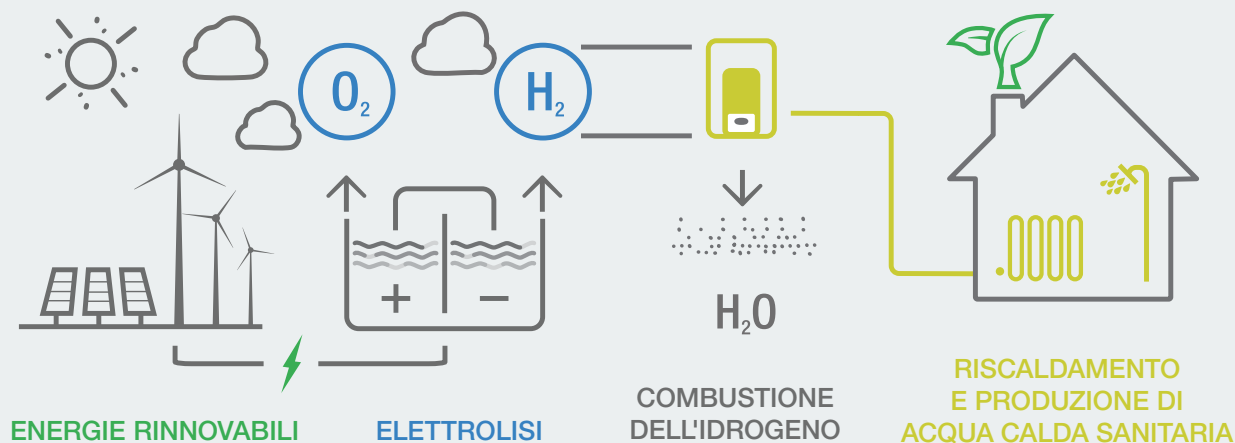 O₂
H₂
+ −
H₂O
ENERGIE RINNOVABILI
ELETTROLISI
COMBUSTIONE
DELL'IDROGENO
RISCALDAMENTO
E PRODUZIONE DI
ACQUA CALDA SANITARIA